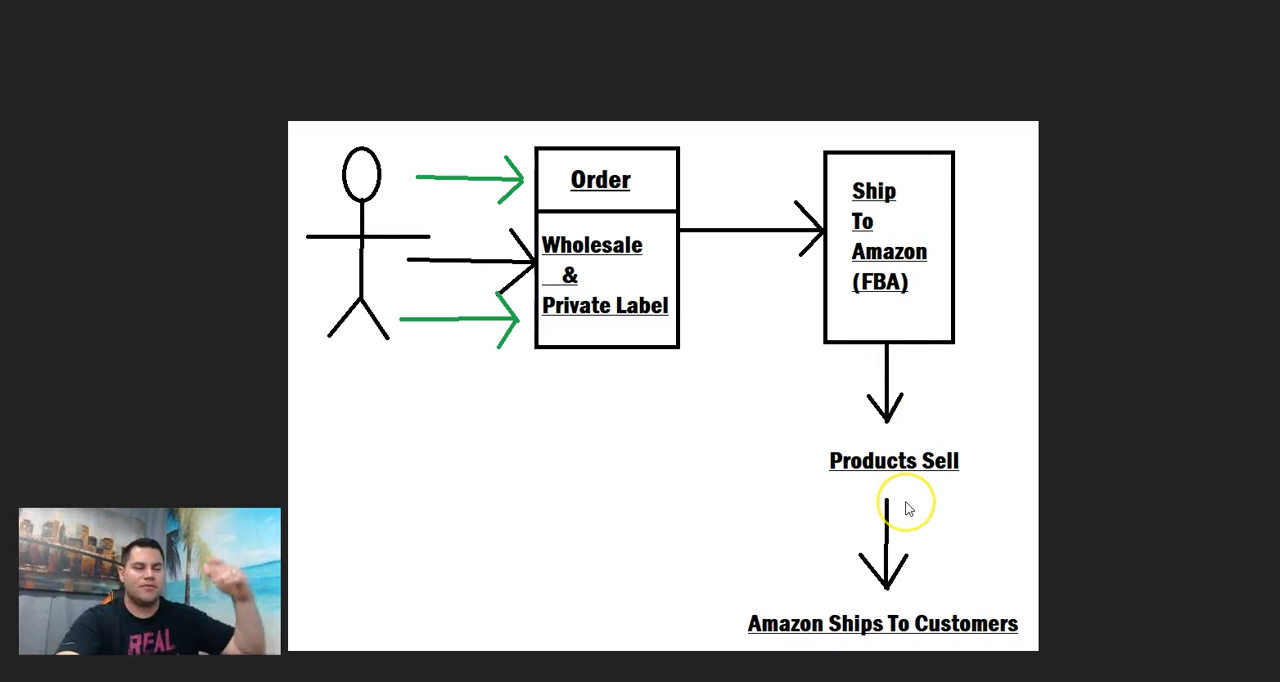 Order
Wholesale
&
Private Label
Ship
To
Amazon
(FBA)
Products Sell
Amazon Ships To Customers
REAL